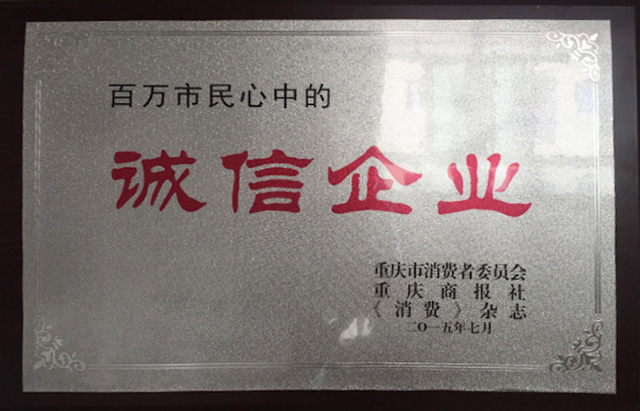 百万市民心中的
诚信企业
重庆市消费者委员会
重庆商报社
《消费》杂志
二〇一五年七月